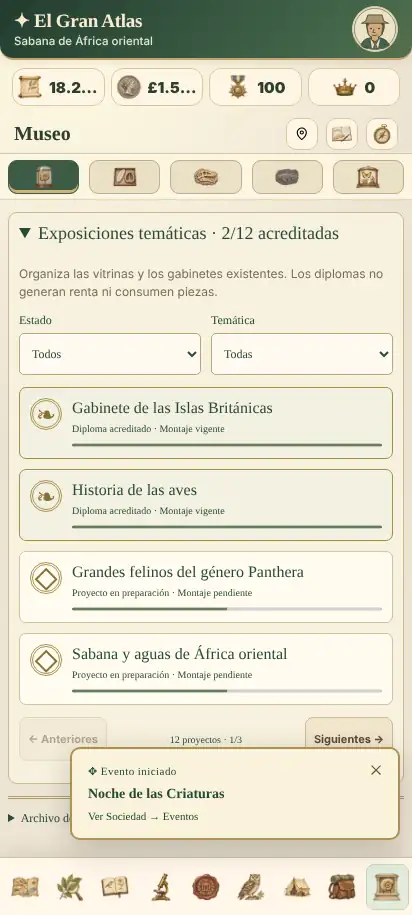 ✦ El Gran Atlas
Sabana de África oriental
18.2...
£1.5...
100
0
Museo
▼ Exposiciones temáticas · 2/12 acreditadas
Organiza las vitrinas y los gabinetes existentes. Los diplomas no
generan renta ni consumen piezas.
Estado
Temática
Todos
Todas
Gabinete de las Islas Británicas
Diploma acreditado · Montaje vigente
Historia de las aves
Diploma acreditado · Montaje vigente
Grandes felinos del género Panthera
Proyecto en preparación · Montaje pendiente
Sabana y aguas de África oriental
Proyecto en preparación · Montaje pendiente
← Anteriores
12 proyectos · 1/3
Siguientes →
✥ Evento iniciado
Noche de las Criaturas
Ver Sociedad → Eventos
▶ Archivo